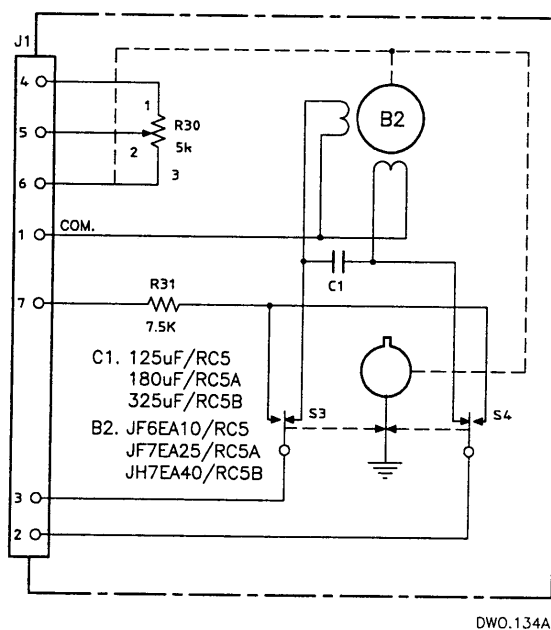 J1
4
1
R30
5
B2
5k
2
6
3
1
COM.
C1
R31
7
7.5K
C1. 125uF/RC5
180uF/RC5A
325uF/RC5B
S3
S4
B2. JF6EA10/RC5
JF7EA25/RC5A
JH7EA40/RC5B
3
2
DWO.134A